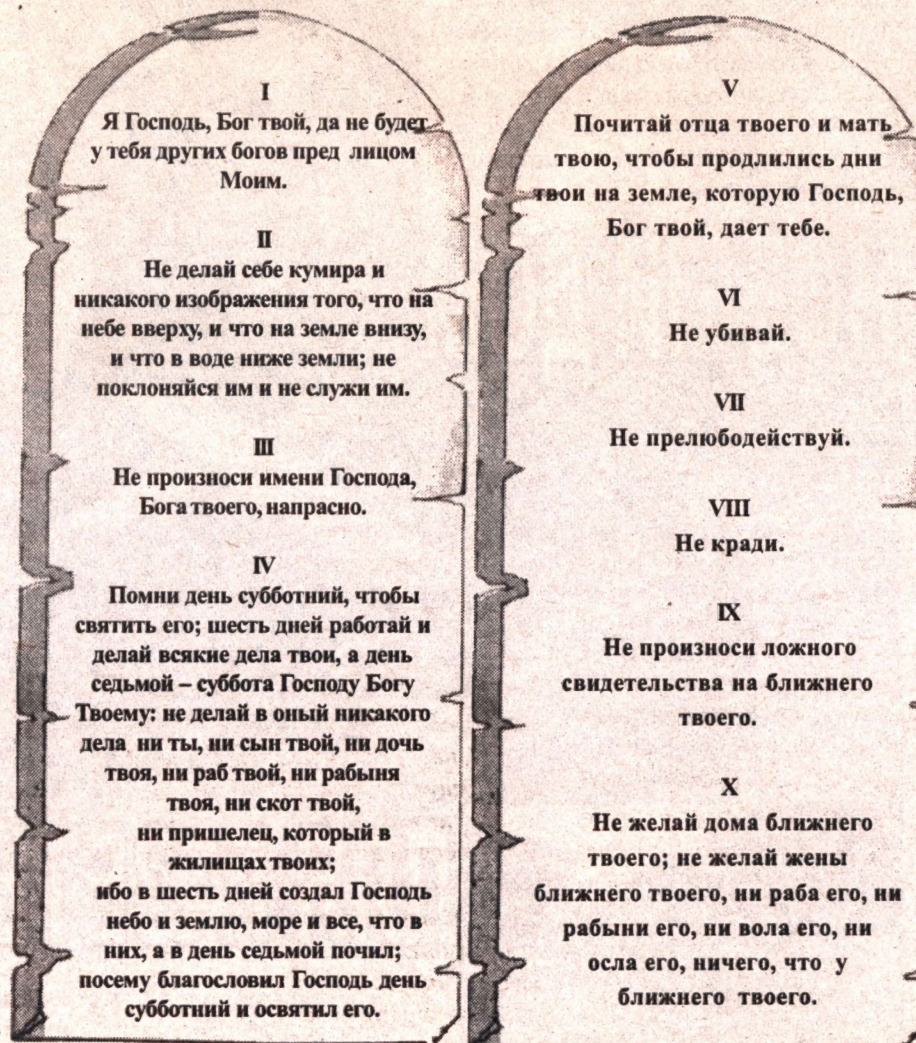 I
Я Господь, Бог твой, да не будет
у тебя других богов пред лицом
Моим.
II
Не делай себе кумира и
никакого изображения того, что на
небе вверху, и что на земле внизу,
и что в воде ниже земли; не
поклоняйся им и не служи им.
III
Не произноси имени Господа,
Бога твоего, напрасно.
IV
Помни день субботний, чтобы
святить его; шесть дней работай и
делай всякие дела твои, а день
седьмой – суббота Господу Богу
Твоему: не делай в оный никакого
дела ни ты, ни сын твой, ни дочь
твоя, ни раб твой, ни рабыня
твоя, ни скот твой,
ни пришелец, который в
жилищах твоих;
ибо в шесть дней создал Господь
небо и землю, море и все, что в
них, а в день седьмой почил;
посему благословил Господь день
субботний и освятил его.
V
Почитай отца твоего и мать
твою, чтобы продлились дни
твои на земле, которую Господь,
Бог твой, дает тебе.
VI
Не убивай.
VII
Не прелюбодействуй.
VIII
Не кради.
IX
Не произноси ложного
свидетельства на ближнего
твоего.
X
Не желай дома ближнего
твоего; не желай жены
ближнего твоего, ни раба его, ни
рабыни его, ни вола его, ни
осла его, ничего, что у
ближнего твоего.